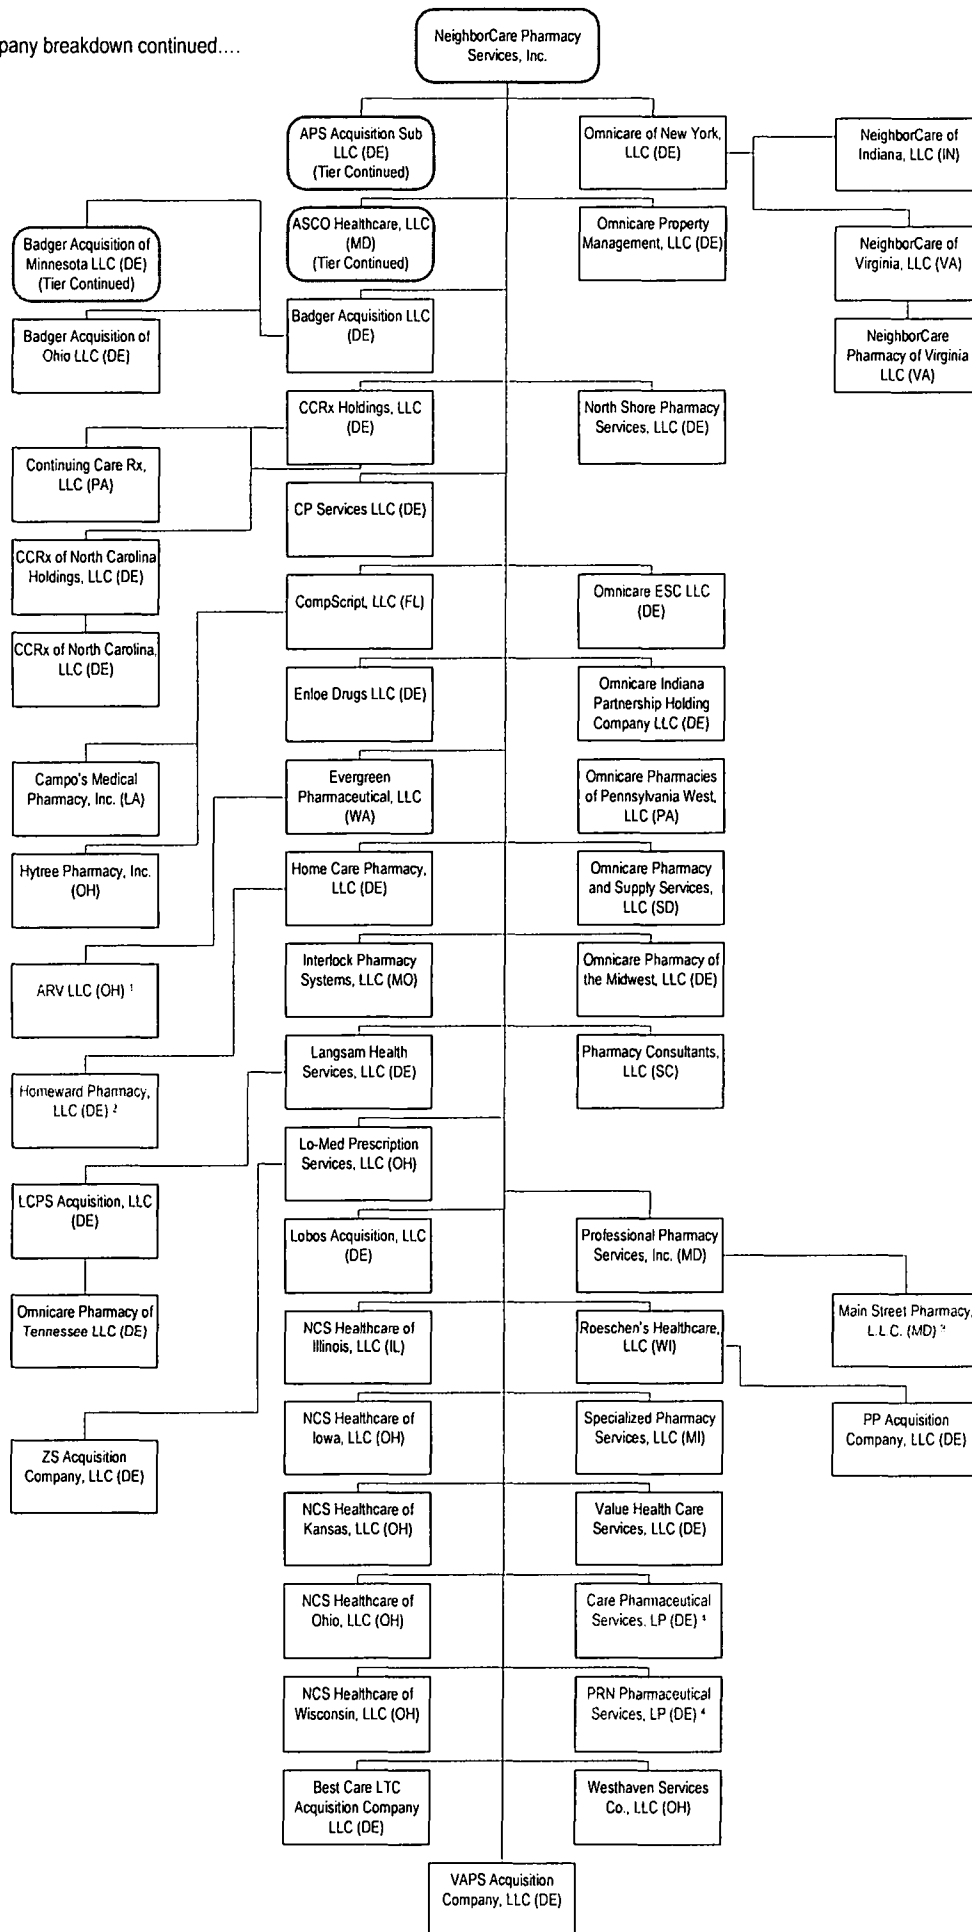 pany breakdown continued....
NeighborCare Pharmacy
Services, Inc.
APS Acquisition Sub
LLC (DE)
(Tier Continued)
Omnicare of New York,
LLC (DE)
NeighborCare of
Indiana, LLC (IN)
Badger Acquisition of
Minnesota LLC (DE)
(Tier Continued)
ASCO Healthcare, LLC
(MD)
(Tier Continued)
Omnicare Property
Management, LLC (DE)
NeighborCare of
Virginia, LLC (VA)
Badger Acquisition of
Ohio LLC (DE)
Badger Acquisition LLC
(DE)
NeighborCare
Pharmacy of Virginia
LLC (VA)
CCRx Holdings, LLC
(DE)
North Shore Pharmacy
Services, LLC (DE)
Continuing Care Rx,
LLC (PA)
CP Services LLC (DE)
CCRx of North Carolina
Holdings, LLC (DE)
CompScript, LLC (FL)
Omnicare ESC LLC
(DE)
CCRx of North Carolina,
LLC (DE)
Enloe Drugs LLC (DE)
Omnicare Indiana
Partnership Holding
Company LLC (DE)
Campo's Medical
Pharmacy, Inc. (LA)
Evergreen
Pharmaceutical, LLC
(WA)
Omnicare Pharmacies
of Pennsylvania West,
LLC (PA)
Hytree Pharmacy, Inc.
(OH)
Home Care Pharmacy,
LLC (DE)
Omnicare Pharmacy
and Supply Services,
LLC (SD)
ARV LLC (OH) 1
Interlock Pharmacy
Systems, LLC (MO)
Omnicare Pharmacy of
the Midwest, LLC (DE)
Homeward Pharmacy,
LLC (DE) 2
Langsam Health
Services, LLC (DE)
Pharmacy Consultants,
LLC (SC)
Lo-Med Prescription
Services, LLC (OH)
LCPS Acquisition, LLC
(DE)
Lobos Acquisition, LLC
(DE)
Professional Pharmacy
Services, Inc. (MD)
Omnicare Pharmacy of
Tennessee LLC (DE)
NCS Healthcare of
Illinois, LLC (IL)
Roeschen's Healthcare,
LLC (WI)
Main Street Pharmacy,
L.L.C. (MD) 3
ZS Acquisition
Company, LLC (DE)
NCS Healthcare of
Iowa, LLC (OH)
Specialized Pharmacy
Services, LLC (MI)
PP Acquisition
Company, LLC (DE)
NCS Healthcare of
Kansas, LLC (OH)
Value Health Care
Services, LLC (DE)
NCS Healthcare of
Ohio, LLC (OH)
Care Pharmaceutical
Services, LP (DE)
NCS Healthcare of
Wisconsin, LLC (OH)
PRN Pharmaceutical
Services, LP (DE) 4
Best Care LTC
Acquisition Company
LLC (DE)
Westhaven Services
Co., LLC (OH)
VAPS Acquisition
Company, LLC (DE)